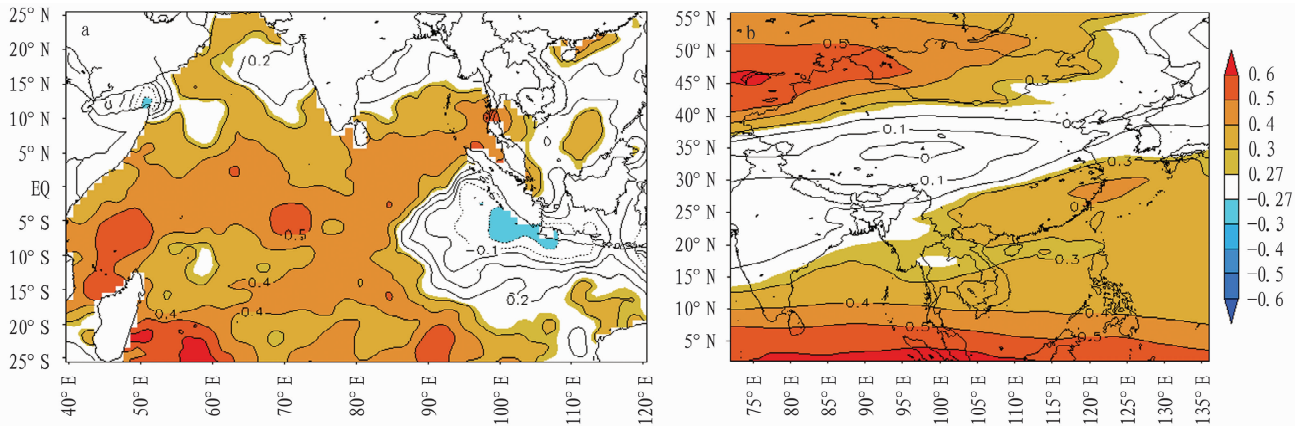 a
25° N
20° N
15° N
10° N
5° N
EQ
5° S
10° S
15° S
20° S
25° S
40° E
50° E
60° E
70° E
80° E
90° E
100° E
110° E
120° E
0.2
0.5
0.4
0.4
0.4
-0.1
0.2
0
b
55° N
50° N
45° N
40° N
35° N
30° N
25° N
20° N
15° N
10° N
5° N
75° E
80° E
85° E
90° E
95° E
100° E
105° E
110° E
115° E
120° E
125° E
130° E
135° E
0.5
0.3
0.1
0
0.1
0.3
0.3
0.4
0.4
0.5
0.5
0.6
0.5
0.4
0.3
0.27
-0.27
-0.3
-0.4
-0.5
-0.6